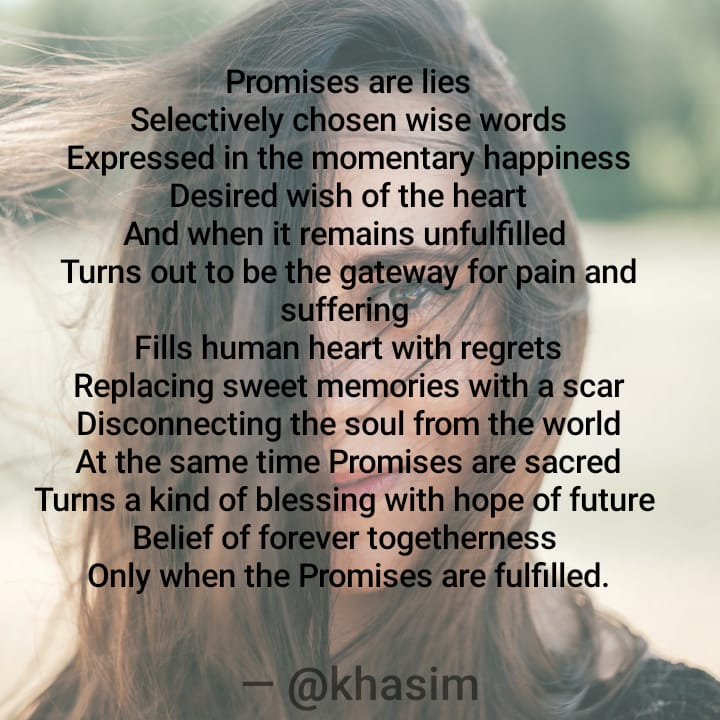 Promises are lies
Selectively chosen wise words
Expressed in the momentary happiness
Desired wish of the heart
And when it remains unfulfilled
Turns out to be the gateway for pain and
suffering
Fills human heart with regrets
Replacing sweet memories with a scar
Disconnecting the soul from the world
At the same time Promises are sacred
Turns a kind of blessing with hope of future
Belief of forever togetherness
Only when the Promises are fulfilled.
— @khasim